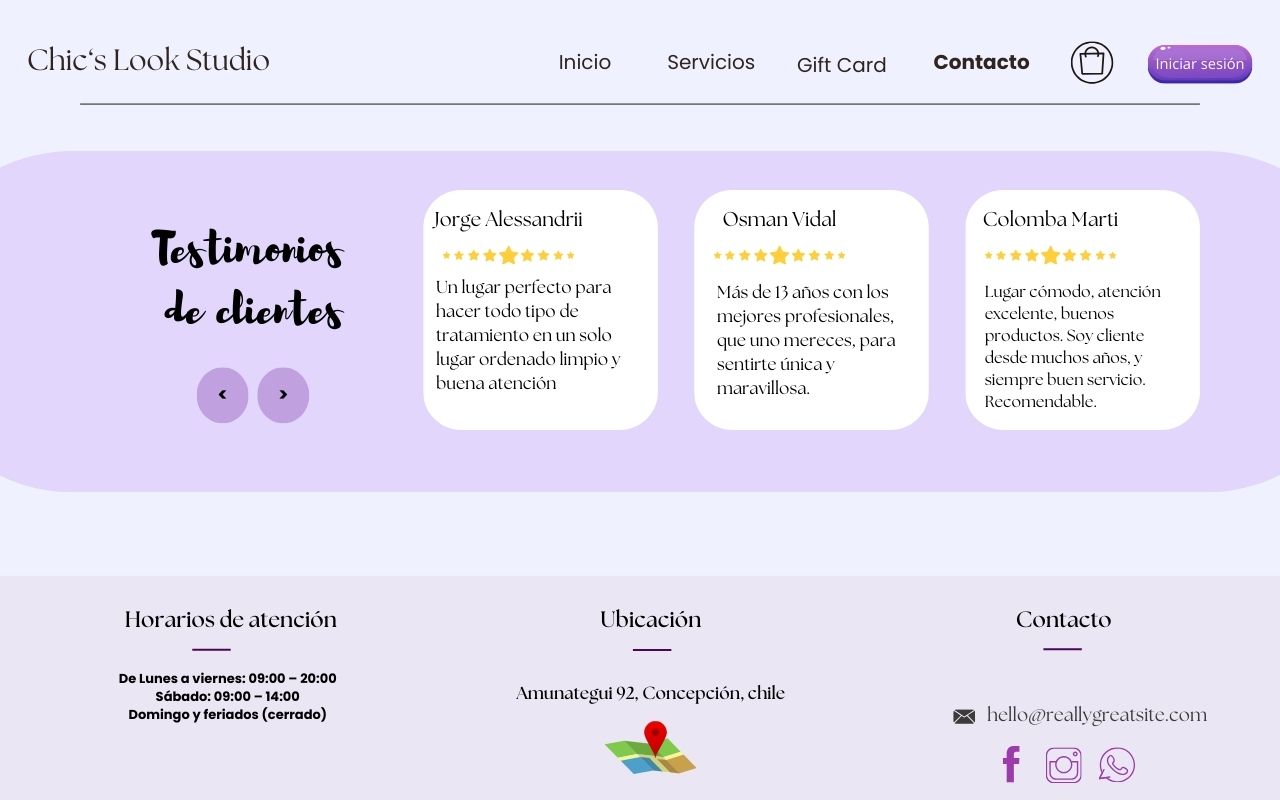 Chic‘s Look Studio
Inicio
Servicios
Gift Card
Contacto
Iniciar sesión
Testimonios
de clientes
‹
›
Jorge Alessandrii
Un lugar perfecto para
hacer todo tipo de
tratamiento en un solo
lugar ordenado limpio y
buena atención
Osman Vidal
Más de 13 años con los
mejores profesionales,
que uno mereces, para
sentirte única y
maravillosa.
Colomba Marti
Lugar cómodo, atención
excelente, buenos
productos. Soy cliente
desde muchos años, y
siempre buen servicio.
Recomendable.
Horarios de atención
De Lunes a viernes: 09:00 – 20:00
Sábado: 09:00 – 14:00
Domingo y feriados (cerrado)
Ubicación
Amunategui 92, Concepción, chile
Contacto
hello@reallygreatsite.com